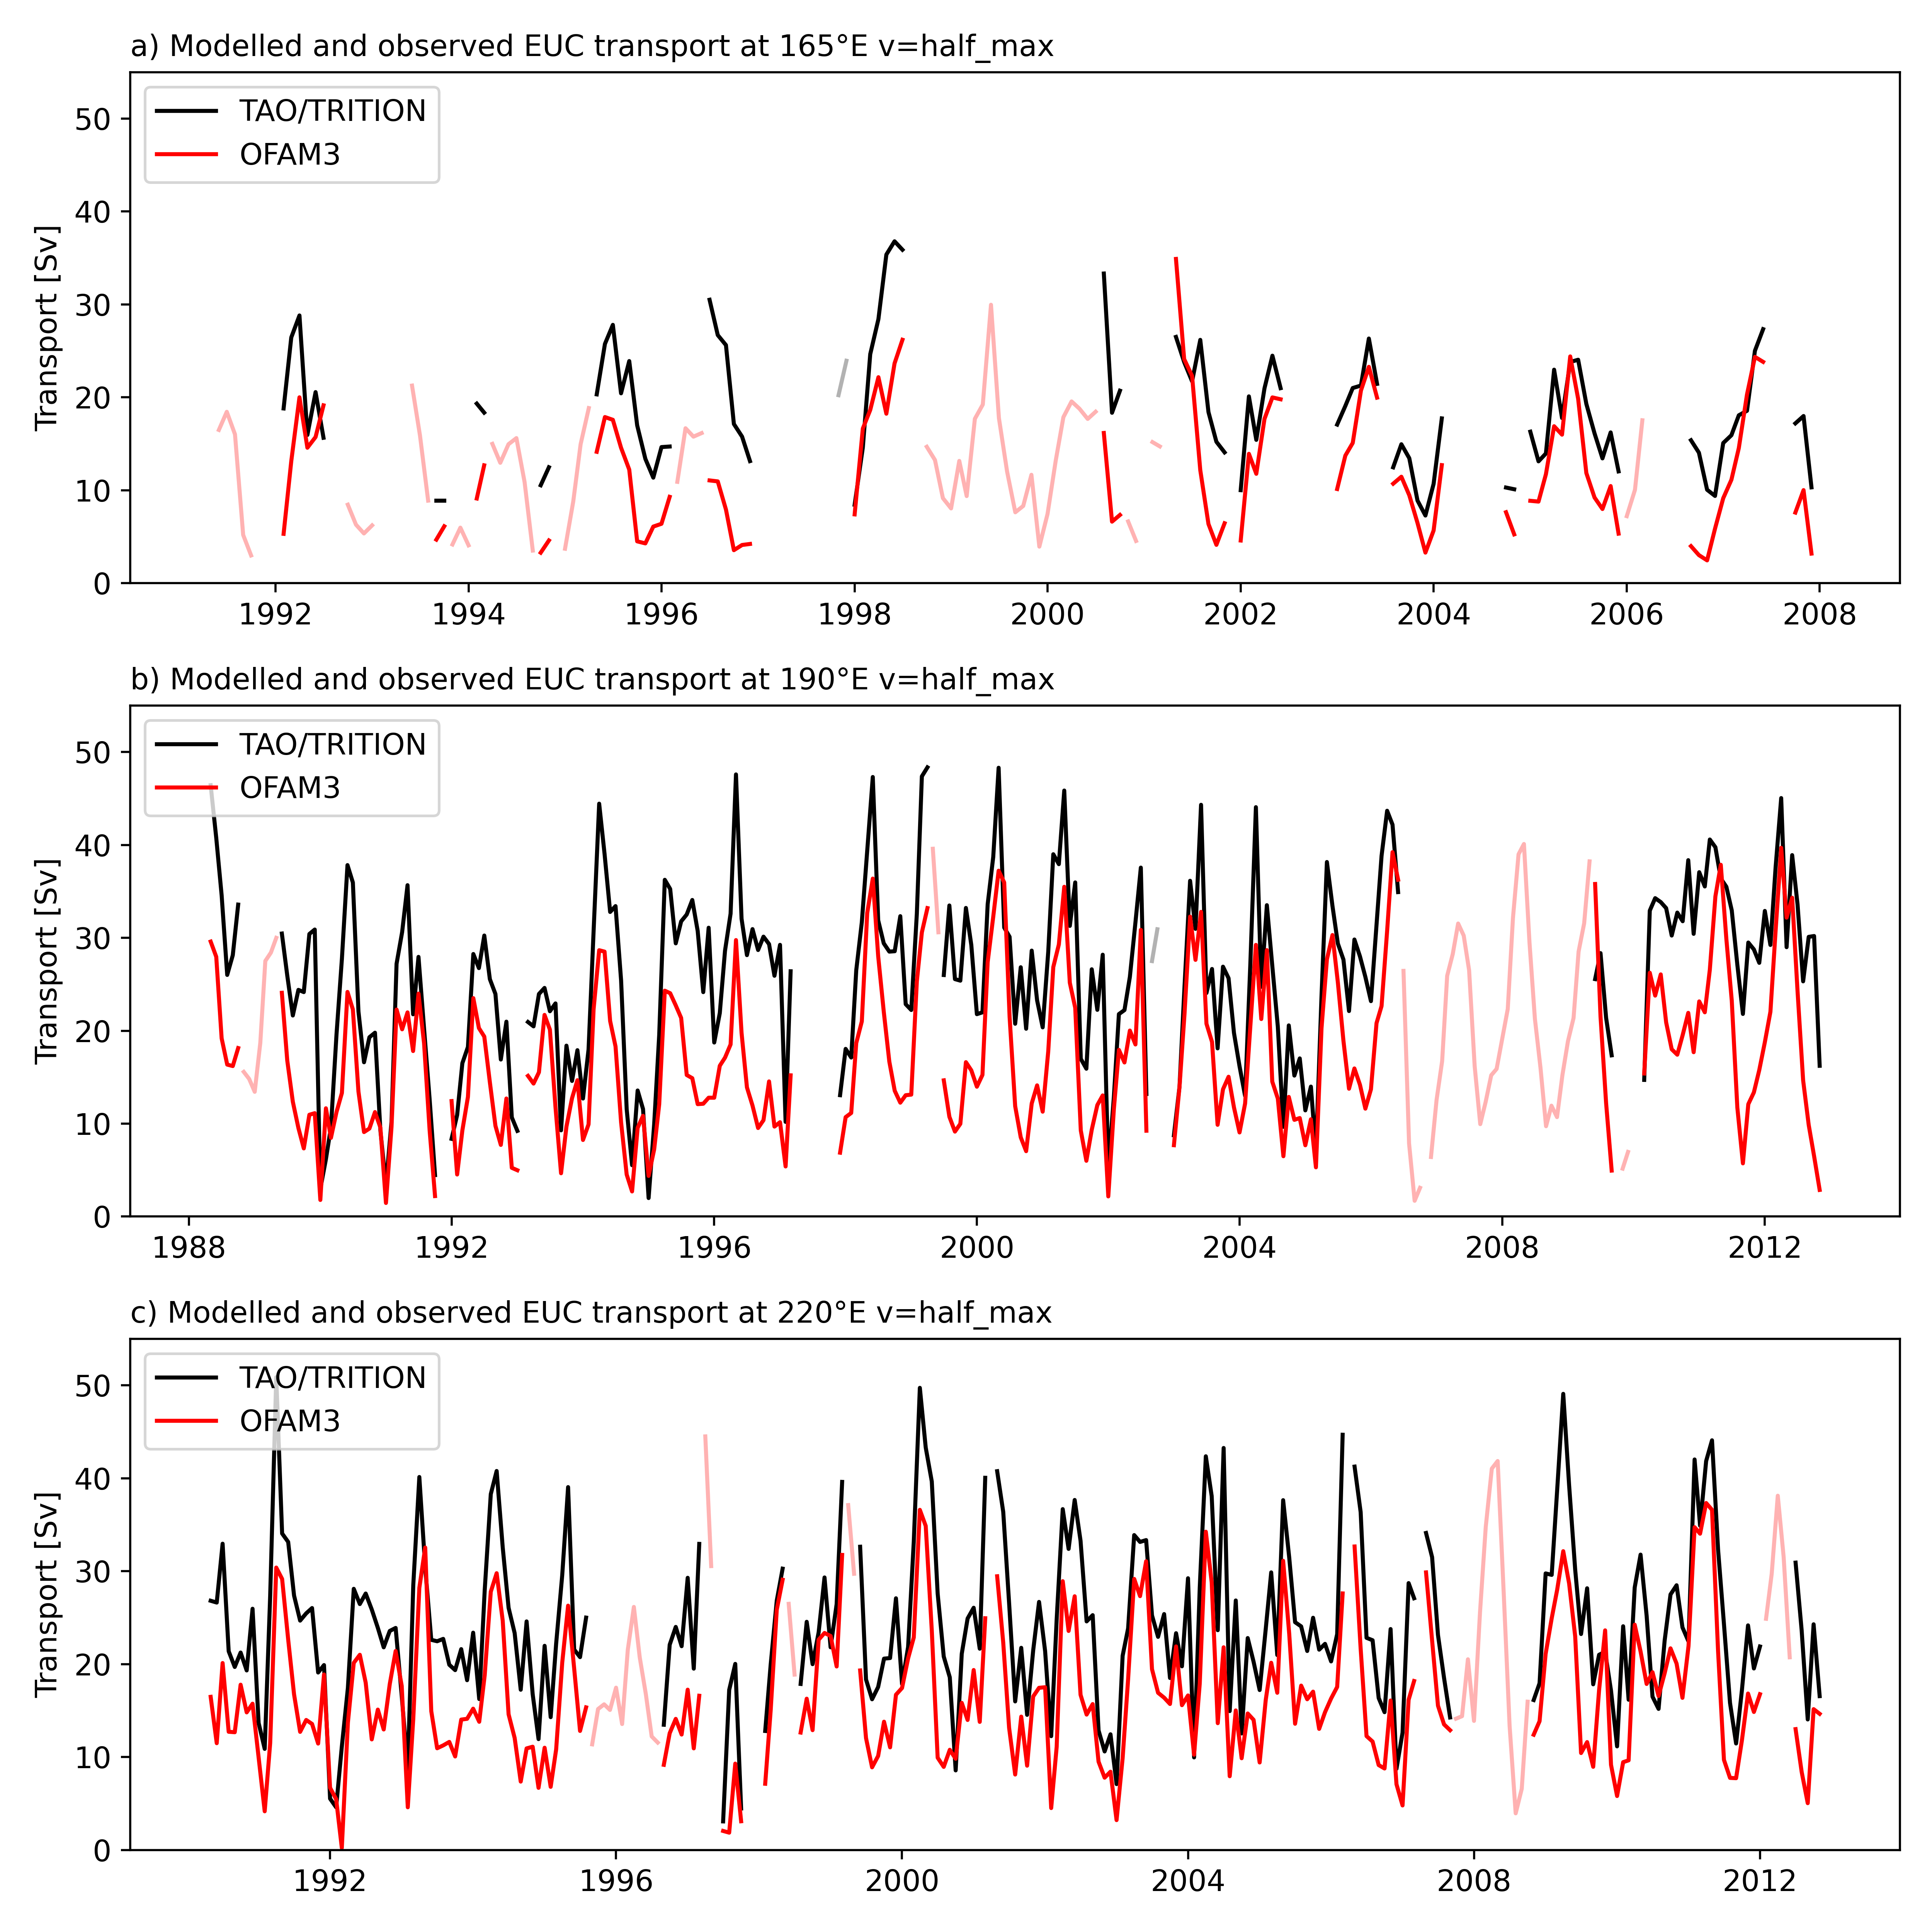 a) Modelled and observed EUC transport at 165°E v=half_max
TAO/TRITION
OFAM3
Transport [Sv]
50
40
30
20
10
0
1992 1994 1996 1998 2000 2002 2004 2006 2008
b) Modelled and observed EUC transport at 190°E v=half_max
TAO/TRITION
OFAM3
Transport [Sv]
50
40
30
20
10
0
1988 1992 1996 2000 2004 2008 2012
c) Modelled and observed EUC transport at 220°E v=half_max
TAO/TRITION
OFAM3
Transport [Sv]
50
40
30
20
10
0
1992 1996 2000 2004 2008 2012